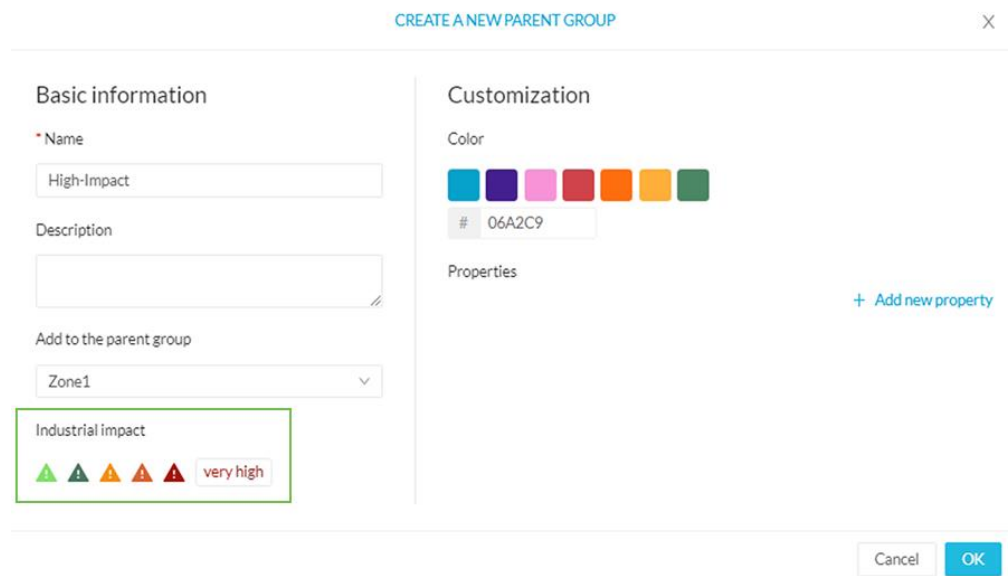 CREATE A NEW PARENT GROUP
X
Basic information
* Name
High-Impact
Description
Add to the parent group
Zone1
Industrial impact
very high
Customization
Color
# 06A2C9
Properties
+ Add new property
Cancel
OK